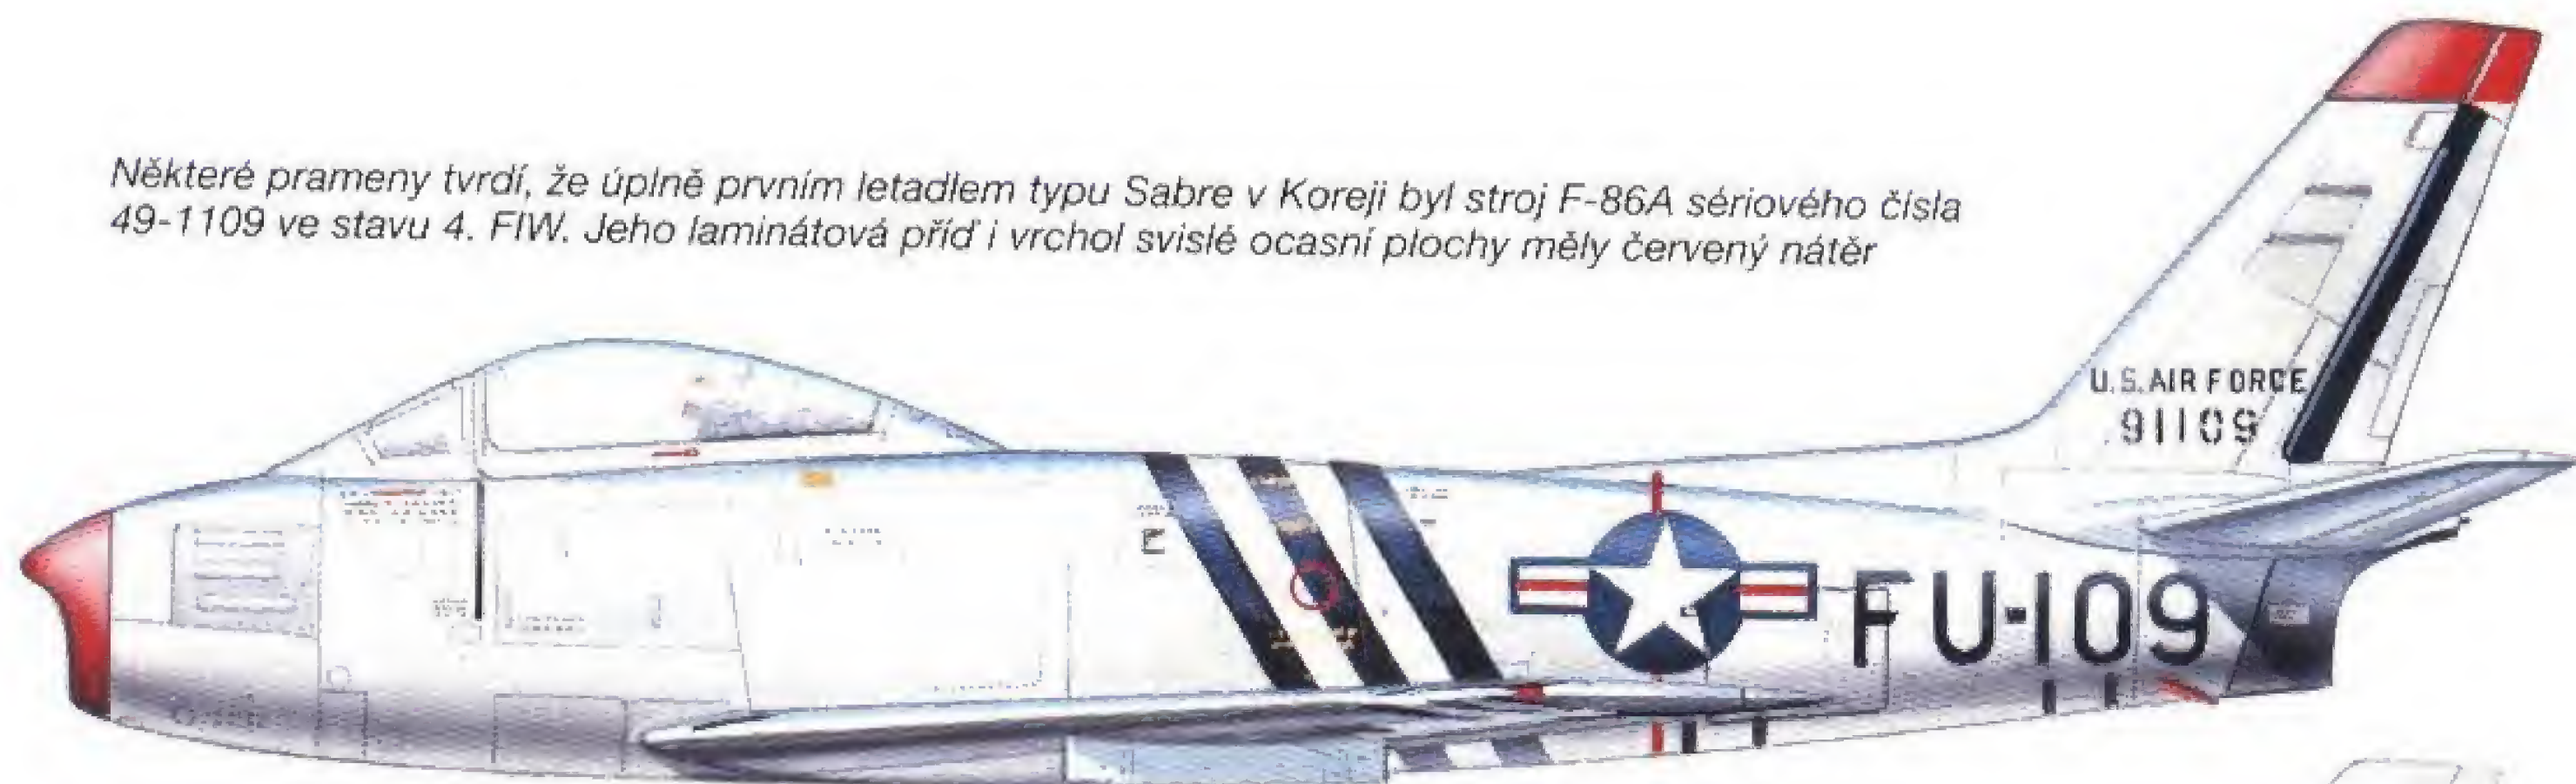 Některé prameny tvrdí, že úplně prvním letadlem typu Sabre v Koreji byl stroj F-86A sériového čísla
49-1109 ve stavu 4. FIW. Jeho laminátová příď i vrchol svislé ocasní plochy měly červený nátěr
U.S. AIR FORCE
91109
FU-109